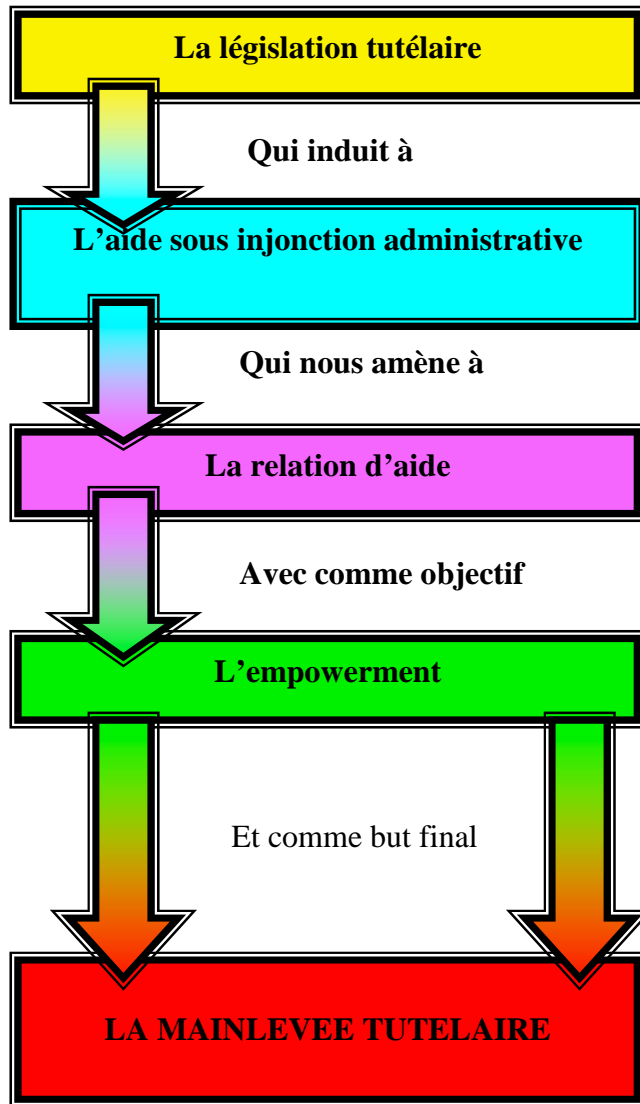 La législation tutélaire
Qui induit à
L’aide sous injonction administrative
Qui nous amène à
La relation d’aide
Avec comme objectif
L’empowerment
Et comme but final
LA MAINLEVEE TUTELAIRE